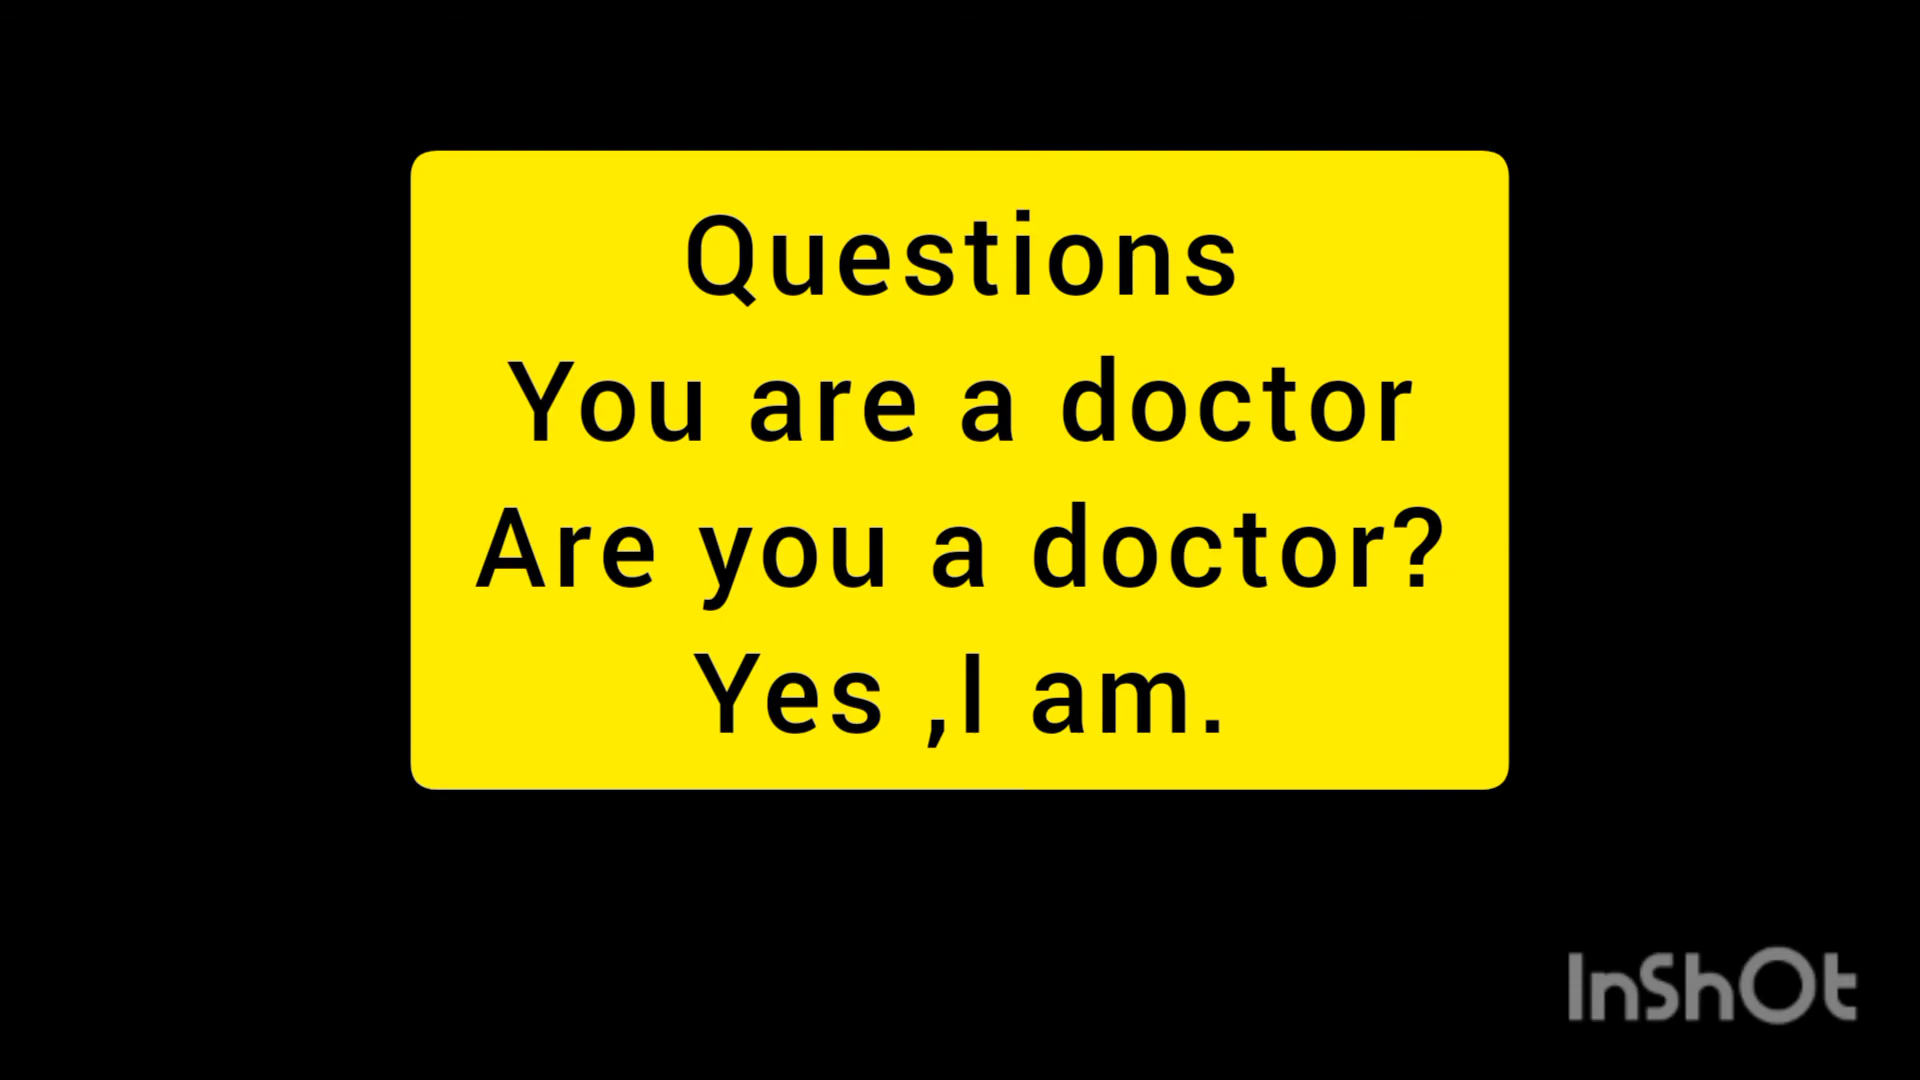 Questions
You are a doctor
Are you a doctor?
Yes ,I am.
InShOt